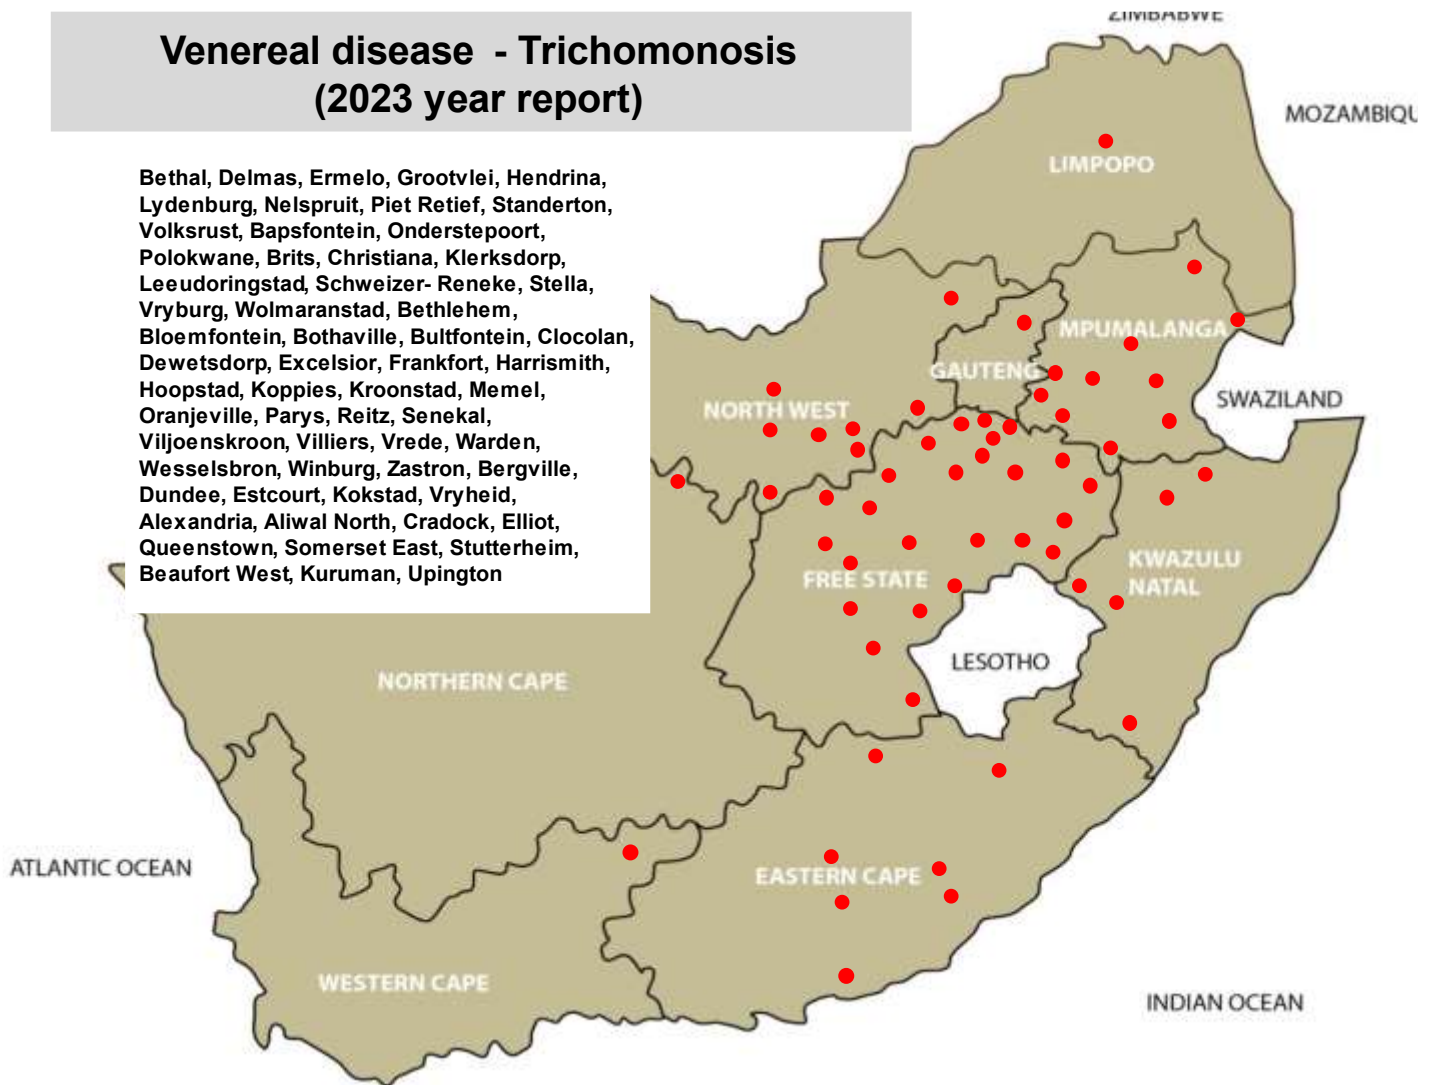 ZIMBABWE
Venereal disease - Trichomonosis
(2023 year report)
MOZAMBIQU
LIMPOPO
Bethal, Delmas, Ermelo, Grootvlei, Hendrina,
Lydenburg, Nelspruit, Piet Retief, Standerton,
Volksrust, Bapsfontein, Onderstepoort,
Polokwane, Brits, Christiana, Klerksdorp,
Leeudoringstad, Schweizer- Reneke, Stella,
Vryburg, Wolmaranstad, Bethlehem,
Bloemfontein, Bothaville, Bultfontein, Clocolan,
Dewetsdorp, Excelsior, Frankfort, Harrismith,
Hoopstad, Koppies, Kroonstad, Memel,
Oranjeville, Parys, Reitz, Senekal,
Viljoenskroon, Villiers, Vrede, Warden,
Wesselsbron, Winburg, Zastron, Bergville,
Dundee, Estcourt, Kokstad, Vryheid,
Alexandria, Aliwal North, Cradock, Elliot,
Queenstown, Somerset East, Stutterheim,
Beaufort West, Kuruman, Upington
MPUMALANGA
GAUTENG
SWAZILAND
NORTH WEST
KWAZULU
NATAL
FREE STATE
LESOTHO
NORTHERN CAPE
ATLANTIC OCEAN
EASTERN CAPE
WESTERN CAPE
INDIAN OCEAN